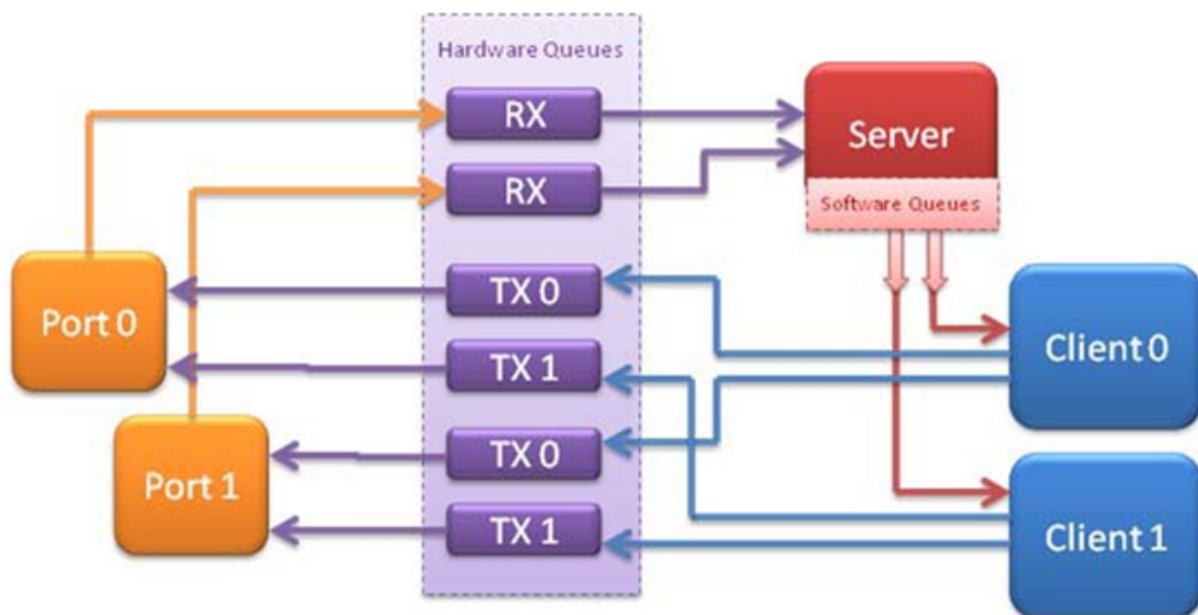 Hardware Queues
RX
Server
RX
Software Queues
TX 0
Port 0
Client 0
TX 1
TX 0
Port 1
TX 1
Client 1